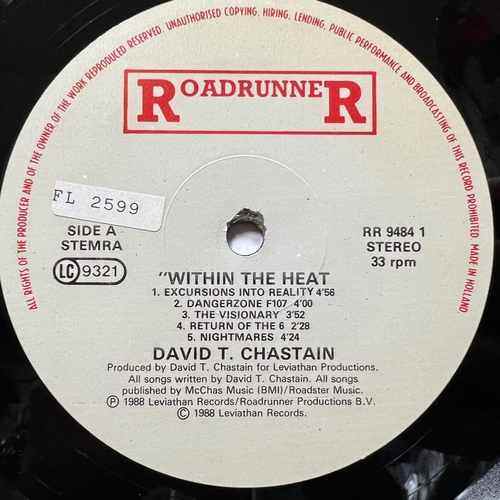 ALL RIGHTS OF THE PRODUCER AND OF THE OWNER OF THE WORK REPRODUCED RESERVED. UNAUTHORISED COPYING, HIRING, LENDING, PUBLIC PERFORMANCE AND BROADCASTING OF THIS RECORD PROHIBITED MADE IN HOLLAND
ROADRUNNER
FL 2599
SIDE A
STEMRA
LC 9321
RR 9484 1
STEREO
33 rpm
"WITHIN THE HEAT
1. EXCURSIONS INTO REALITY 4'56
2. DANGERZONE F107 4'00
3. THE VISIONARY 3'52
4. RETURN OF THE 6 2'28
5. NIGHTMARES 4'24
DAVID T. CHASTAIN
Produced by David T. Chastain for Leviathan Productions.
All songs written by David T. Chastain. All songs
published by McChas Music (BMI)/Roadster Music.
Ⓟ 1988 Leviathan Records/Roadrunner Productions B.V.
© 1988 Leviathan Records.